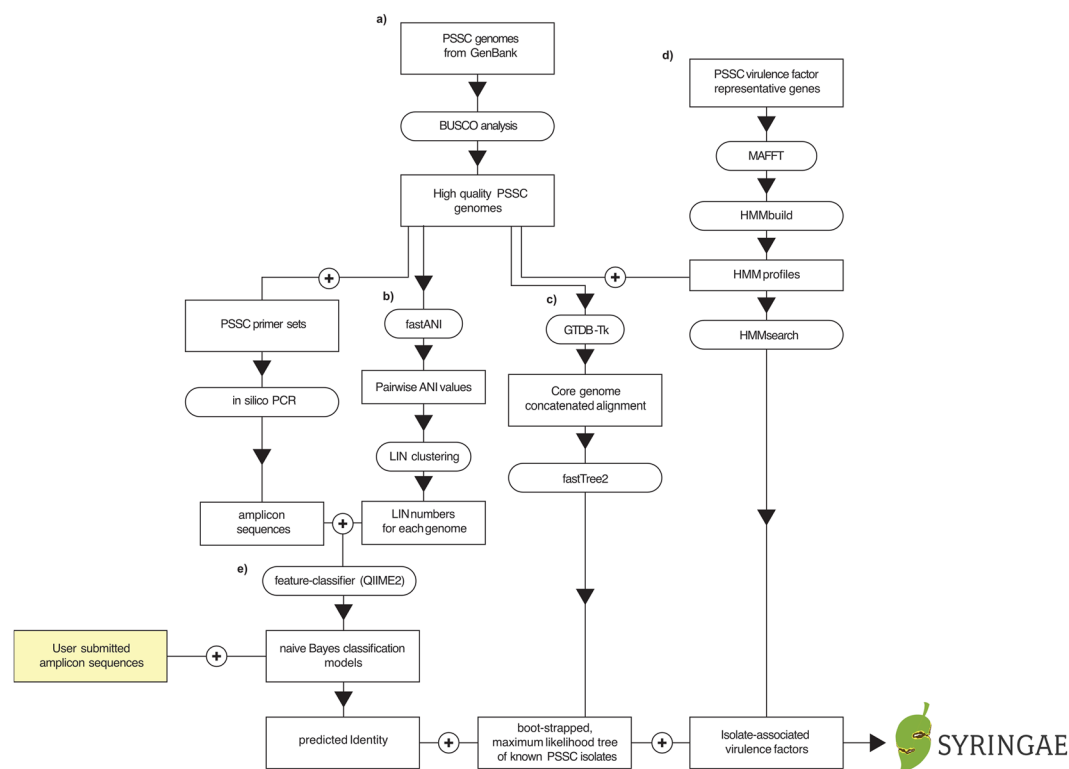 a)
PSSC genomes
from GenBank
d)
PSSC virulence factor
representative genes
BUSCO analysis
MAFFT
High quality PSSC
genomes
HMMbuild
HMM profiles
b)
c)
PSSC primer sets
fastANI
GTDB-Tk
HMMsearch
in silico PCR
Pairwise ANI values
Core genome
concatenated alignment
LIN clustering
fastTree2
amplicon
sequences
LIN numbers
for each genome
e)
feature-classifier (QIIME2)
User submitted
amplicon sequences
naive Bayes classification
models
predicted Identity
boot-strapped,
maximum likelihood tree
of known PSSC isolates
Isolate-associated
virulence factors
SYRINGAE